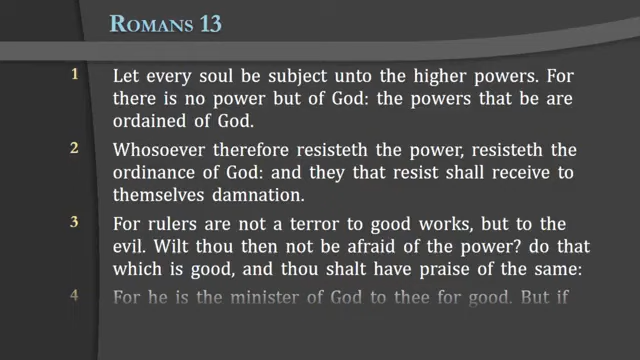 ROMANS 13
1 Let every soul be subject unto the higher powers. For
there is no power but of God: the powers that be are
ordained of God.
2 Whosoever therefore resisteth the power, resisteth the
ordinance of God: and they that resist shall receive to
themselves damnation.
3 For rulers are not a terror to good works, but to the
evil. Wilt thou then not be afraid of the power? do that
which is good, and thou shalt have praise of the same:
4 For he is the minister of God to thee for good. But if